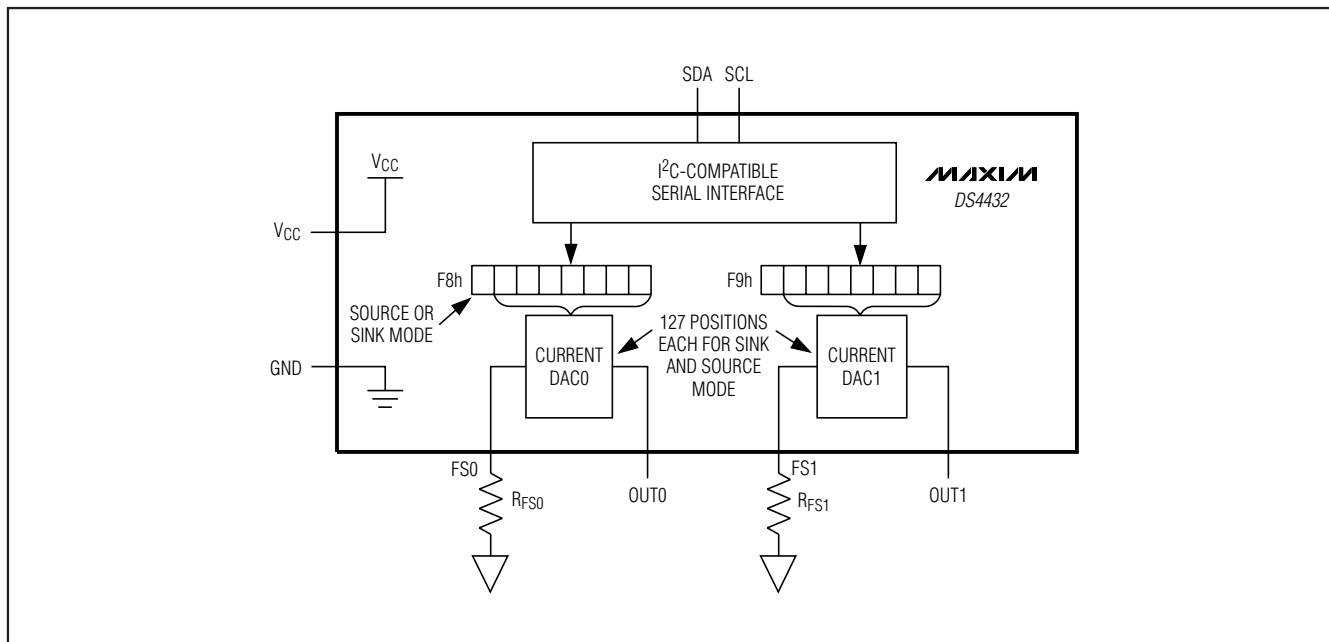 SDA SCL
I²C-COMPATIBLE
SERIAL INTERFACE
MAXIM
DS4432
VCC
VCC
F8h
F9h
SOURCE OR
SINK MODE
127 POSITIONS
EACH FOR SINK
AND SOURCE
MODE
CURRENT
DAC0
CURRENT
DAC1
GND
FS0
RFS0
OUT0
FS1
RFS1
OUT1